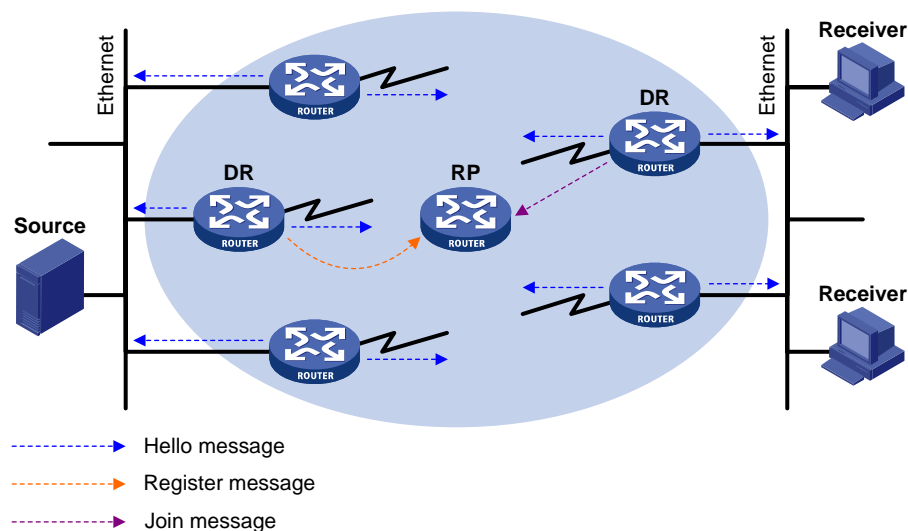 Ethernet
ROUTER
Ethernet
Receiver
DR
ROUTER
DR
ROUTER
RP
ROUTER
Source
ROUTER
Receiver
ROUTER
Hello message
Register message
Join message